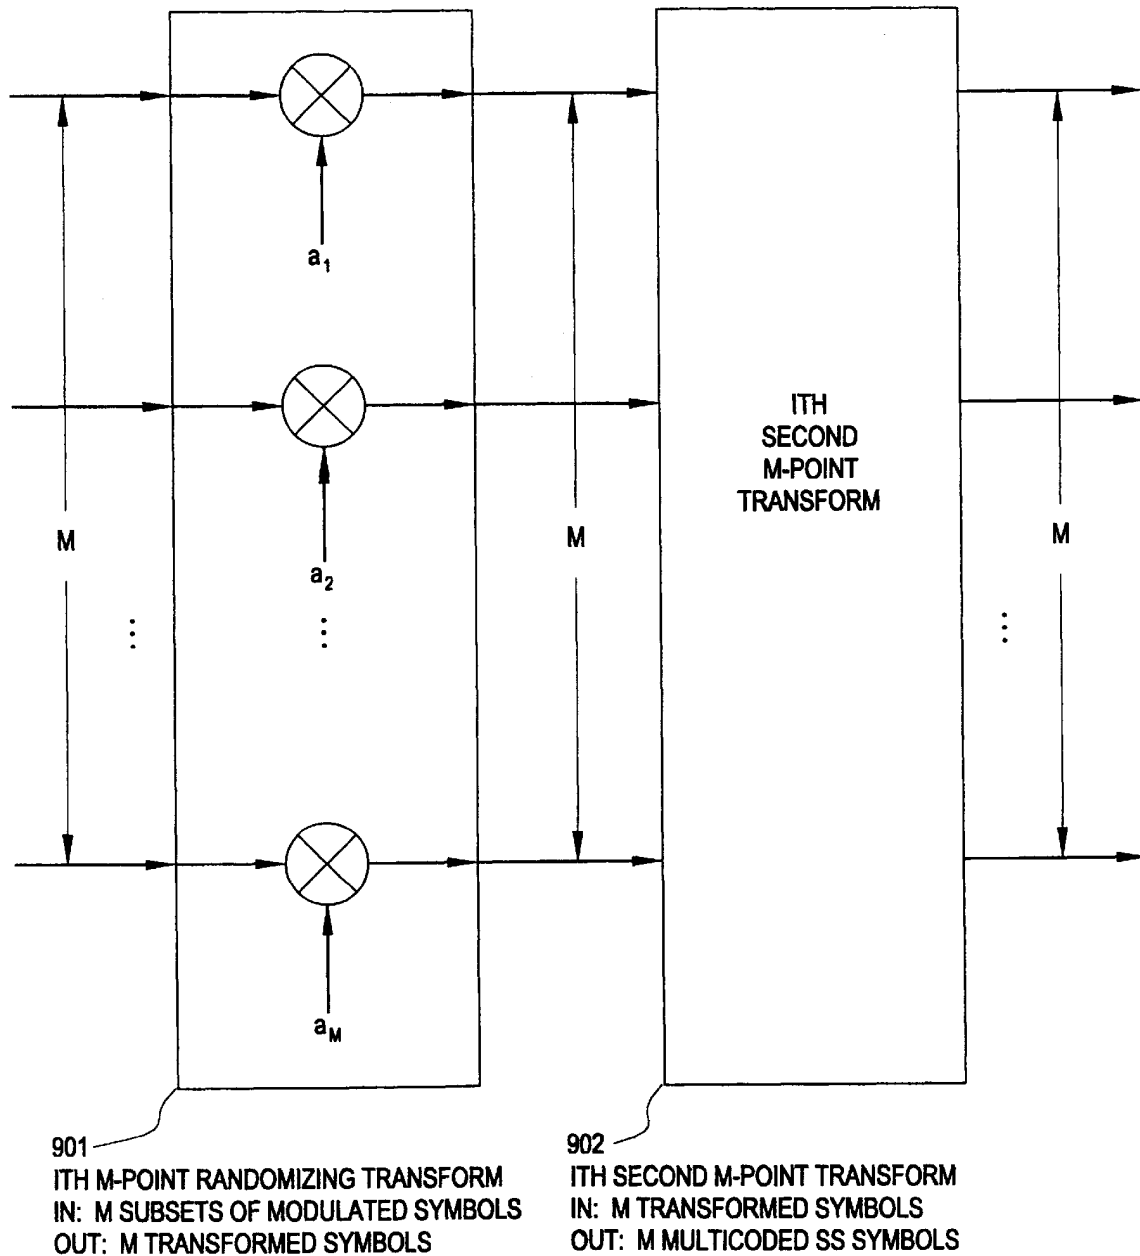 a1
ITH
SECOND
M-POINT
TRANSFORM
M
M
M
a2
...
...
...
aM
901
ITH M-POINT RANDOMIZING TRANSFORM
IN: M SUBSETS OF MODULATED SYMBOLS
OUT: M TRANSFORMED SYMBOLS
902
ITH SECOND M-POINT TRANSFORM
IN: M TRANSFORMED SYMBOLS
OUT: M MULTICODED SS SYMBOLS